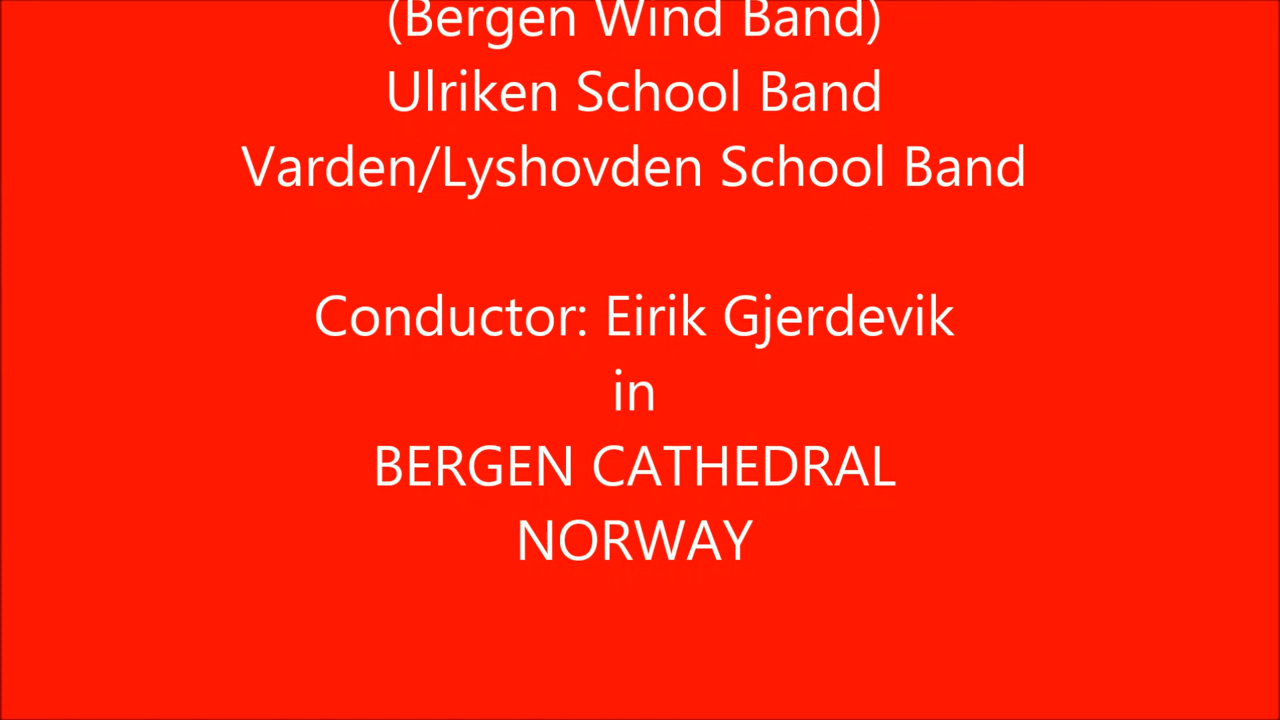 (Bergen Wind Band)
Ulriken School Band
Varden/Lyshovden School Band
Conductor: Eirik Gjerdevik
in
BERGEN CATHEDRAL
NORWAY